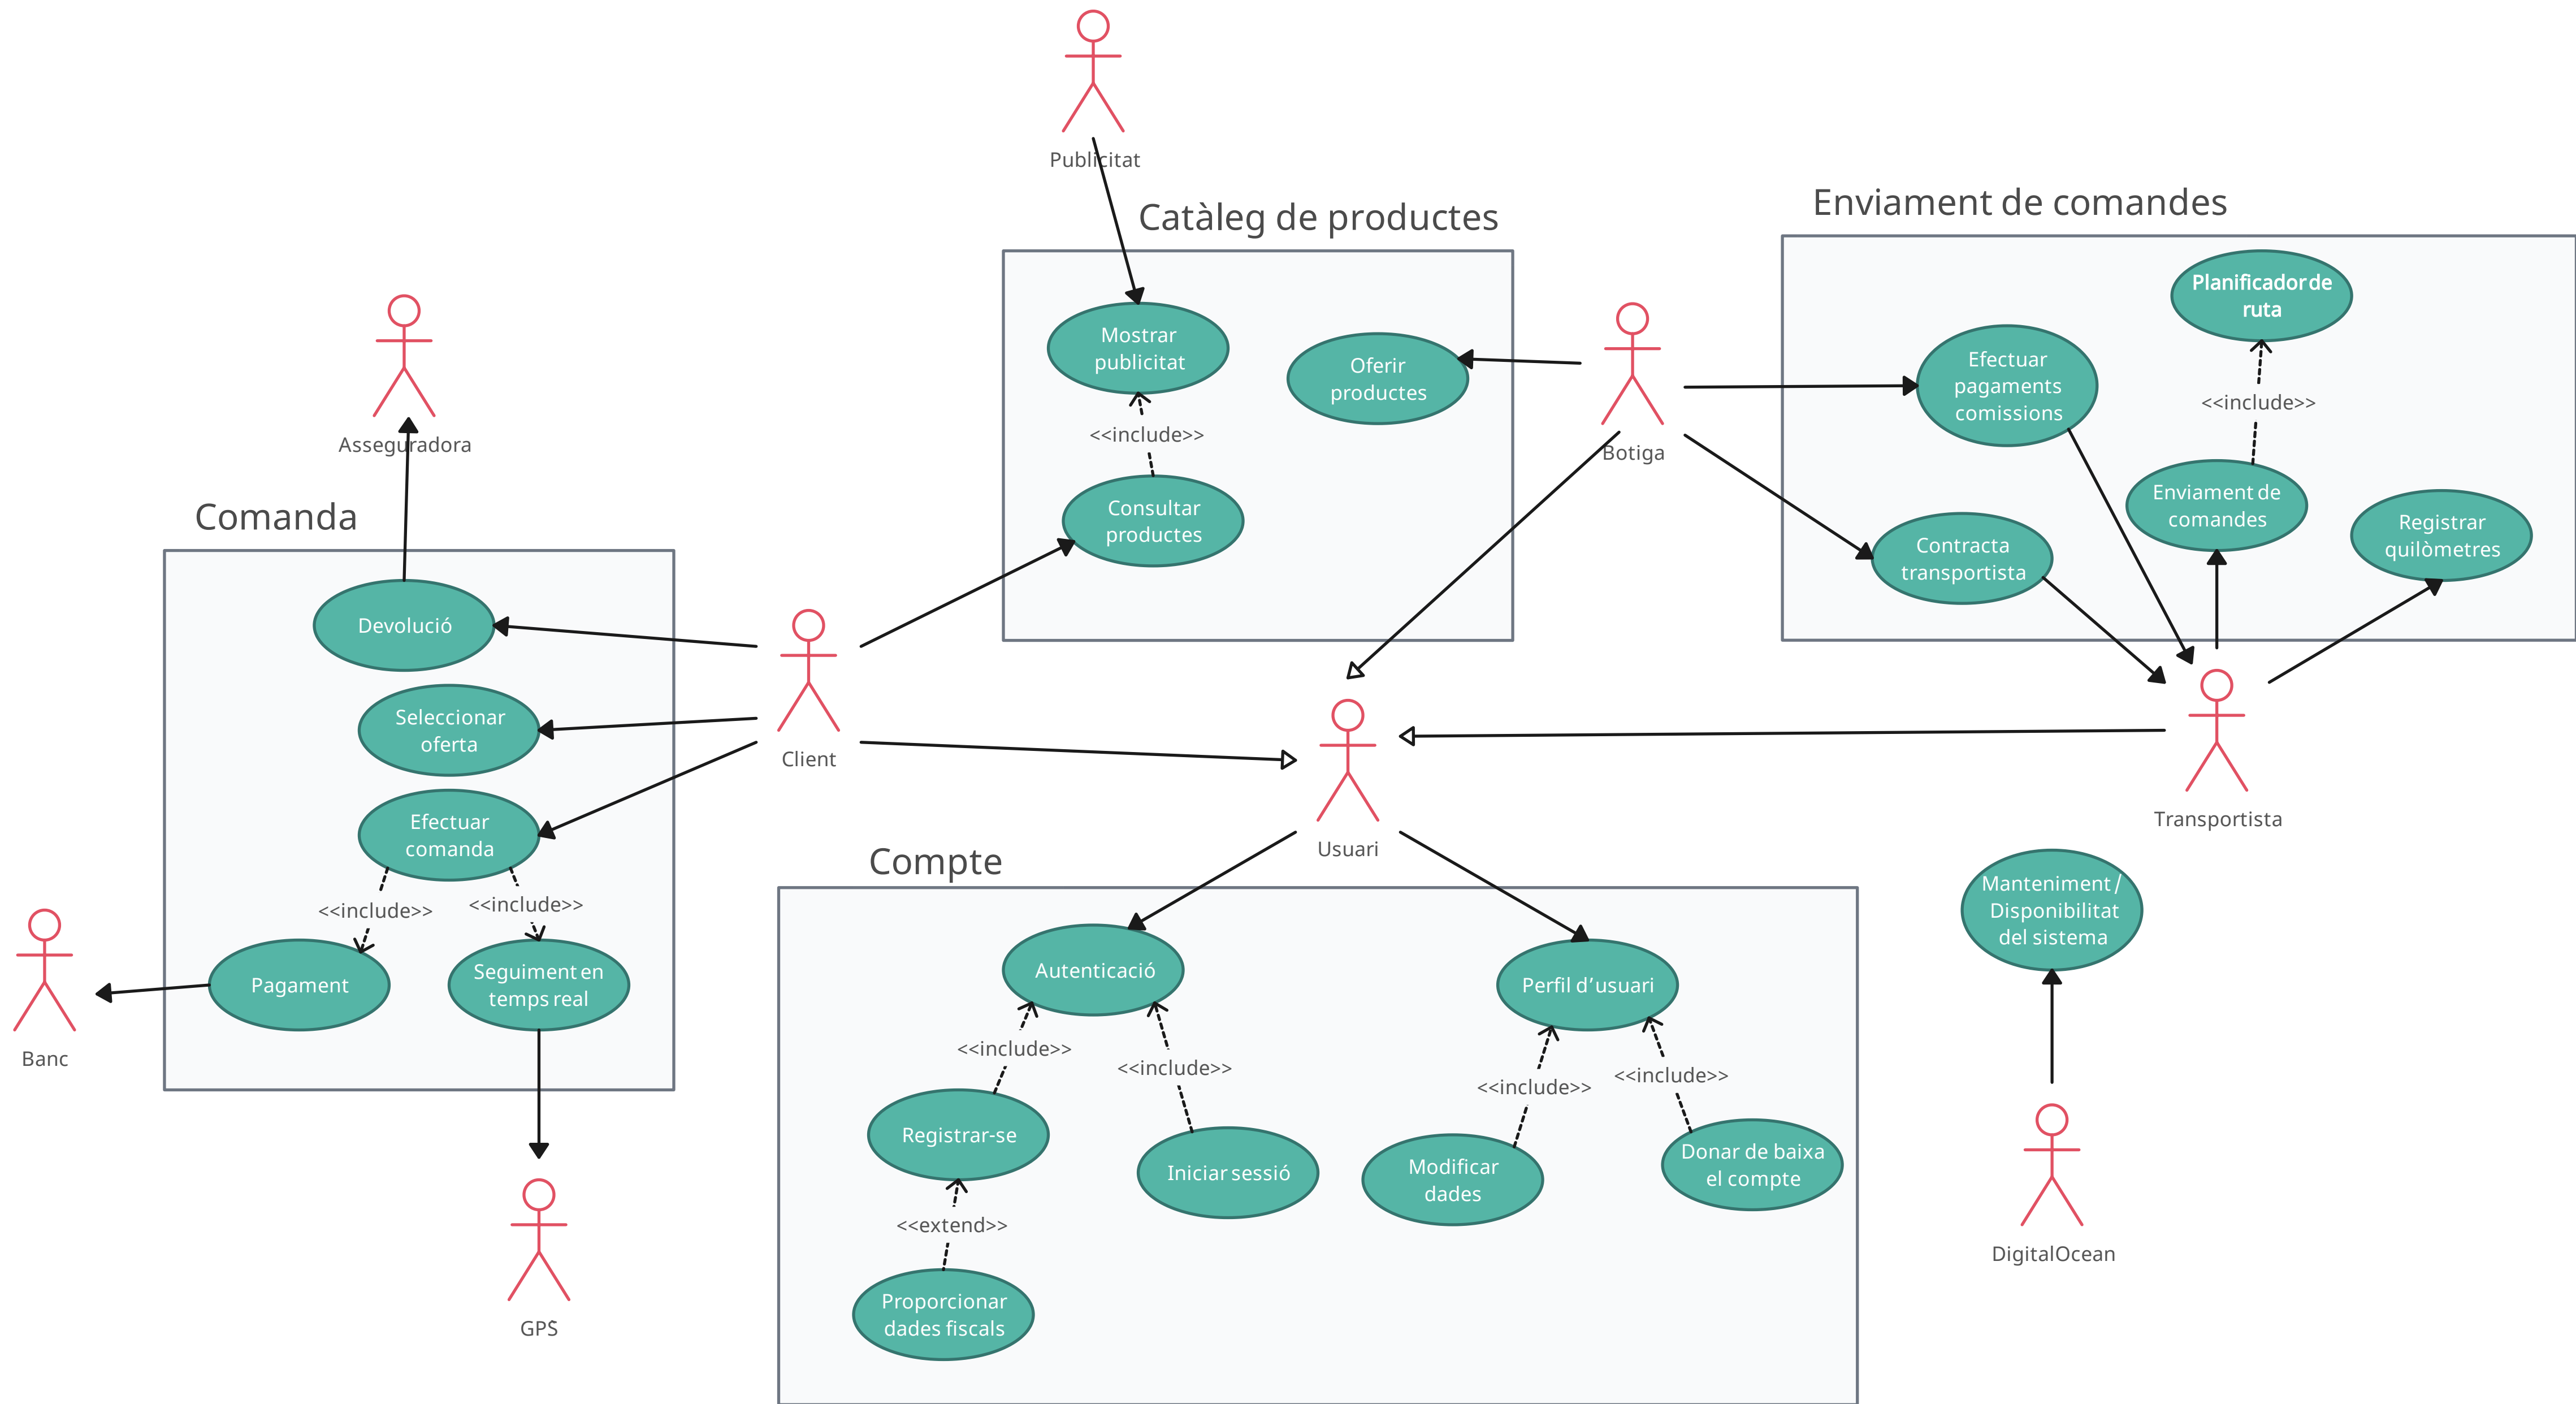 Publicitat
Catàleg de productes
Enviament de comandes
Planificador de
ruta
Mostrar
publicitat
Oferir
productes
Efectuar
pagaments
comissions
<<include>>
<<include>>
Asseguradora
Botiga
Comanda
Consultar
productes
Enviament de
comandes
Registrar
quilòmetres
Contracta
transportista
Devolució
Seleccionar
oferta
Client
Efectuar
comanda
Usuari
Transportista
Compte
<<include>>
<<include>>
Manteniment /
Disponibilitat
del sistema
Banc
Pagament
Seguiment en
temps real
Autenticació
Perfil d’usuari
<<include>>
<<include>>
<<include>>
<<include>>
Registrar-se
Iniciar sessió
Modificar
dades
Donar de baixa
el compte
<<extend>>
DigitalOcean
Proporcionar
dades fiscals
GPS